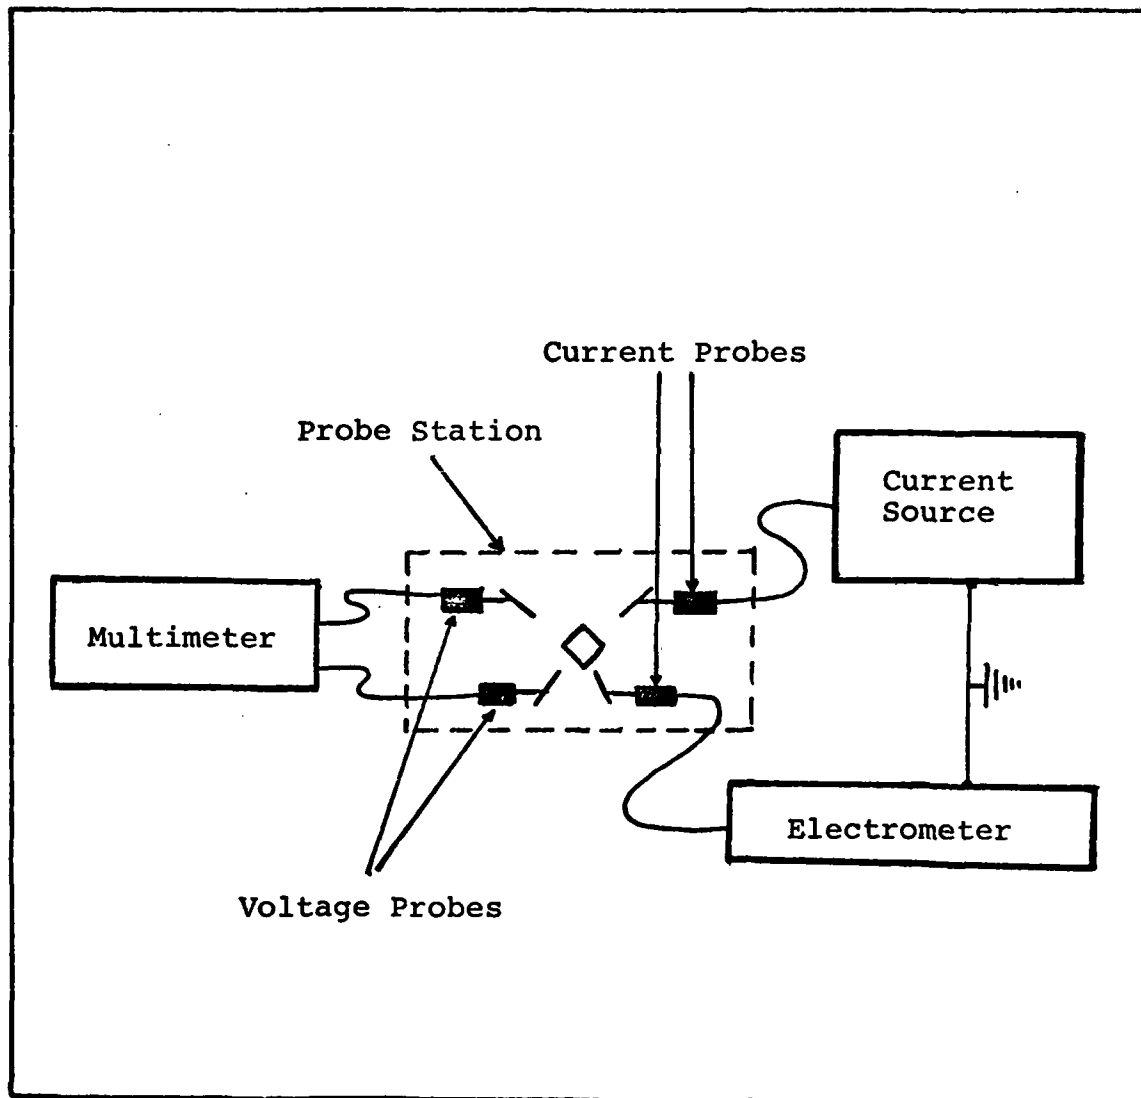 Current Probes
Probe Station
Current
Source
Multimeter
Electrometer
Voltage Probes